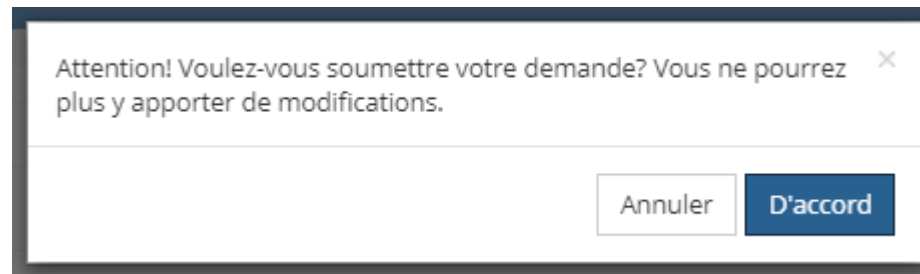 Attention! Voulez-vous soumettre votre demande? Vous ne pourrez
plus y apporter de modifications.
Annuler
D'accord